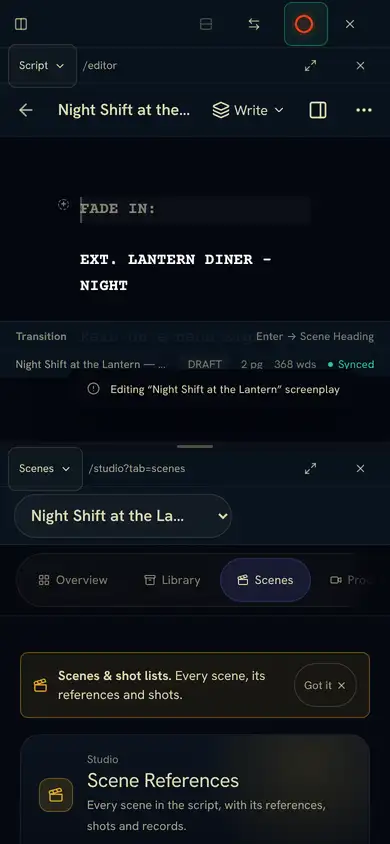 Script
/editor
Night Shift at the...
Write
FADE IN:
EXT. LANTERN DINER -
NIGHT
Transition
Enter → Scene Heading
Night Shift at the Lantern — ...
DRAFT
2 pg
368 wds
Synced
Editing “Night Shift at the Lantern” screenplay
Scenes
/studio?tab=scenes
Night Shift at the La...
Overview
Library
Scenes
Scenes & shot lists. Every scene, its
references and shots.
Got it ×
Studio
Scene References
Every scene in the script, with its references,
shots and records.